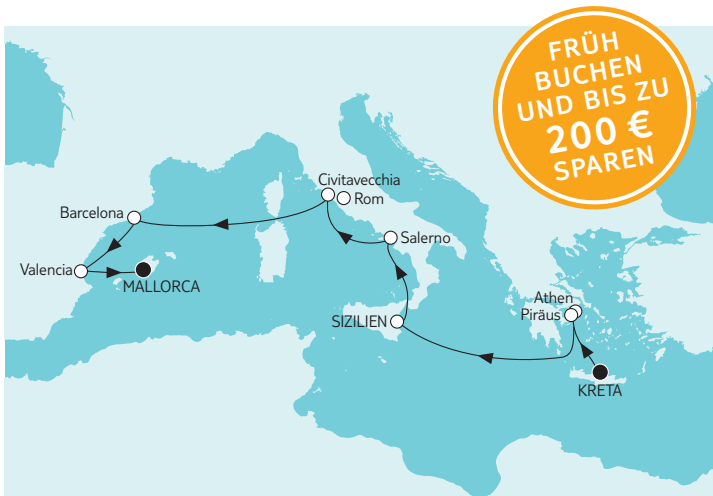 FRÜH
BUCHEN
UND BIS ZU
200 €
SPAREN
Civitavecchia
Rom
Barcelona
Salerno
Valencia
MALLORCA
SIZILIEN
Athen
Piräus
KRETA